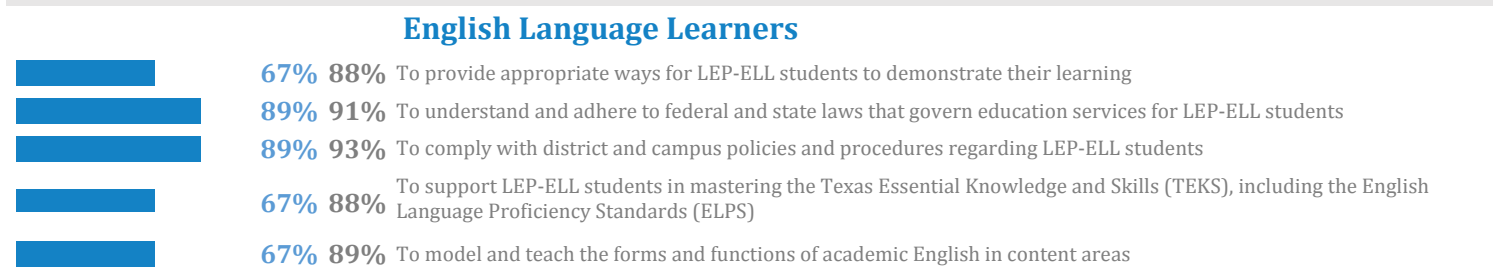 English Language Learners
67% 88% To provide appropriate ways for LEP-ELL students to demonstrate their learning
89% 91% To understand and adhere to federal and state laws that govern education services for LEP-ELL students
89% 93% To comply with district and campus policies and procedures regarding LEP-ELL students
67% 88% To support LEP-ELL students in mastering the Texas Essential Knowledge and Skills (TEKS), including the English
Language Proficiency Standards (ELPS)
67% 89% To model and teach the forms and functions of academic English in content areas